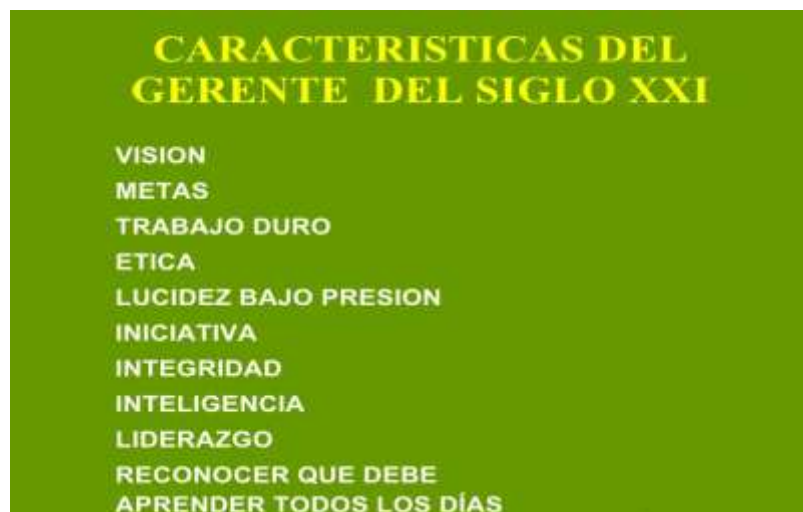 CARACTERISTICAS DEL
GERENTE DEL SIGLO XXI
VISION
METAS
TRABAJO DURO
ETICA
LUCIDEZ BAJO PRESION
INICIATIVA
INTEGRIDAD
INTELIGENCIA
LIDERAZGO
RECONOCER QUE DEBE
APRENDER TODOS LOS DÍAS